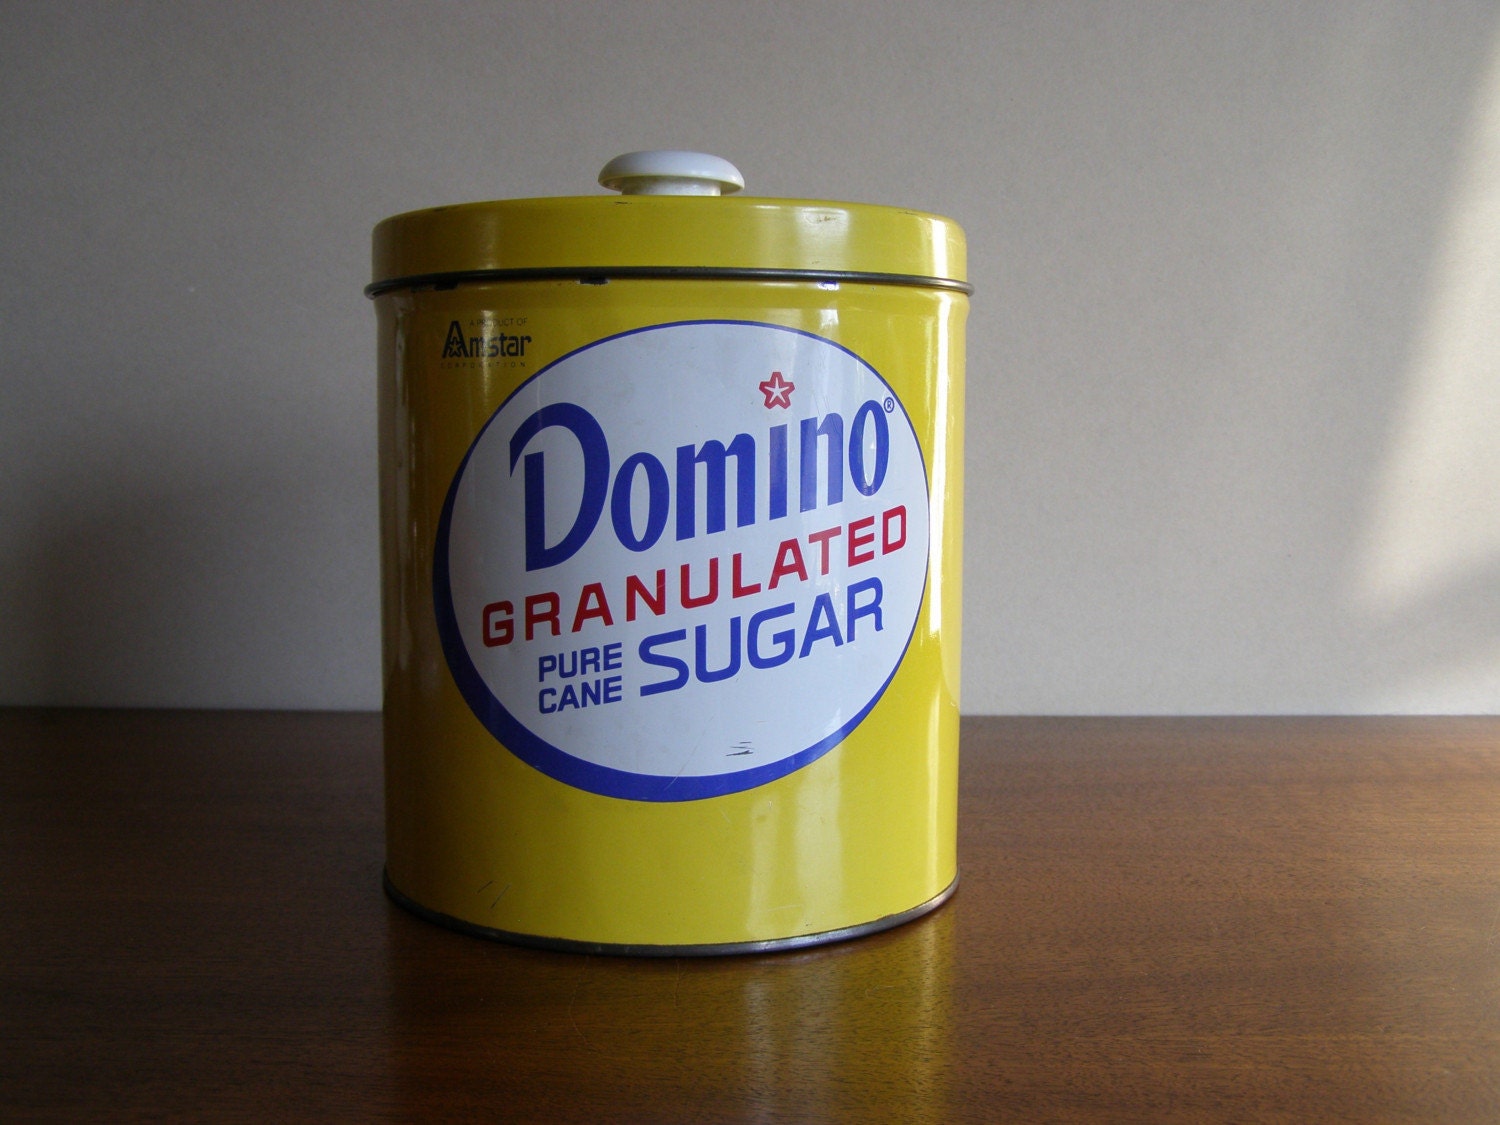 A PRODUCT OF
Amstar
CORPORATION
Domino®
GRANULATED
PURE CANE SUGAR